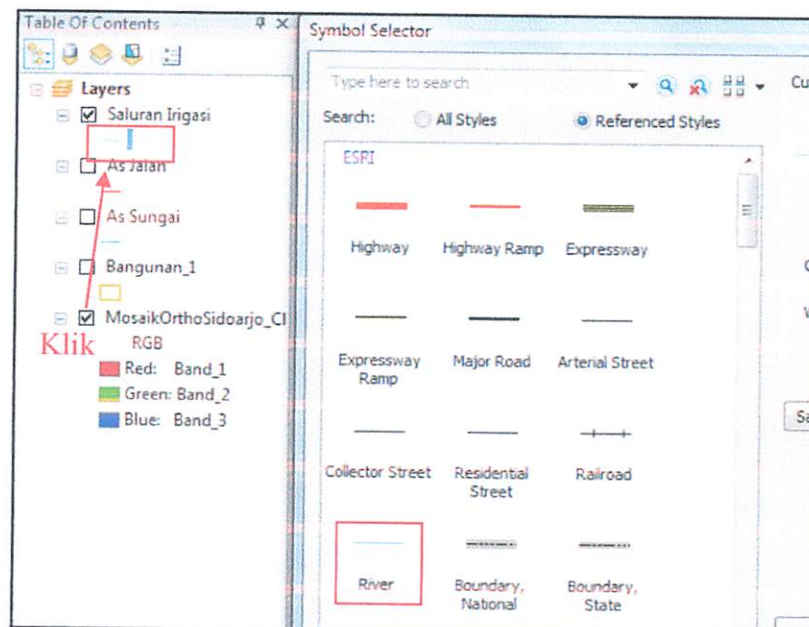 Table Of Contents
Layers
Saluran Irigasi
As Jalan
As Sungai
Bangunan_1
MosaikOrthoSidoarjo_Cl
RGB
Red: Band_1
Green: Band_2
Blue: Band_3
Klik
Symbol Selector
Type here to search
Cu
Search: All Styles Referenced Styles
ESRI
Highway Highway Ramp Expressway
Expressway Major Road Arterial Street
Ramp
Collector Street Residential Railroad
Street
River Boundary, Boundary,
National State
Sa